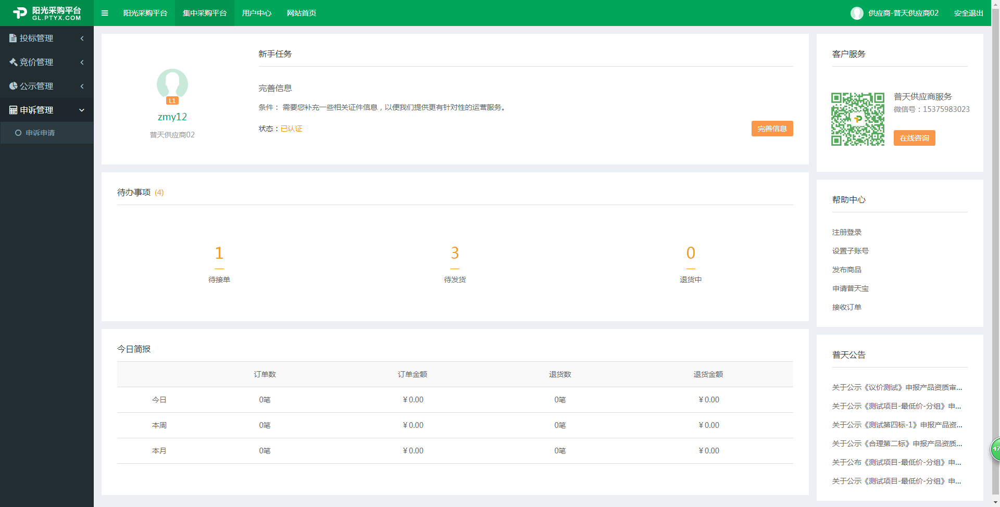 阳光采购平台
GL.PTYX.COM
阳光采购平台
集中采购平台
用户中心
网站首页
供应商-普天供应商02
安全退出
投标管理
竞价管理
公示管理
申诉管理
申诉申请
L1
zmy12
普天供应商02
新手任务
完善信息
条件： 需要您补充一些相关证件信息，以便我们提供更有针对性的运营服务。
状态：已认证
完善信息
待办事项 (4)
1
待接单
3
待发货
0
退货中
今日简报
订单数 订单金额 退货数 退货金额
今日 0笔 ¥0.00 0笔 ¥0.00
本周 0笔 ¥0.00 0笔 ¥0.00
本月 0笔 ¥0.00 0笔 ¥0.00
客户服务
普天供应商服务
微信号：15375983023
在线咨询
帮助中心
注册登录
设置子账号
发布商品
申请普天宝
接收订单
普天公告
关于公示《议价测试》申报产品资质审...
关于公示《测试项目-最低价-分组》申...
关于公示《测试第四标-1》申报产品资...
关于公示《合理第二标》申报产品资质...
关于公布《测试项目-最低价-分组》申...
关于公示《测试项目-最低价-分组》申...
47